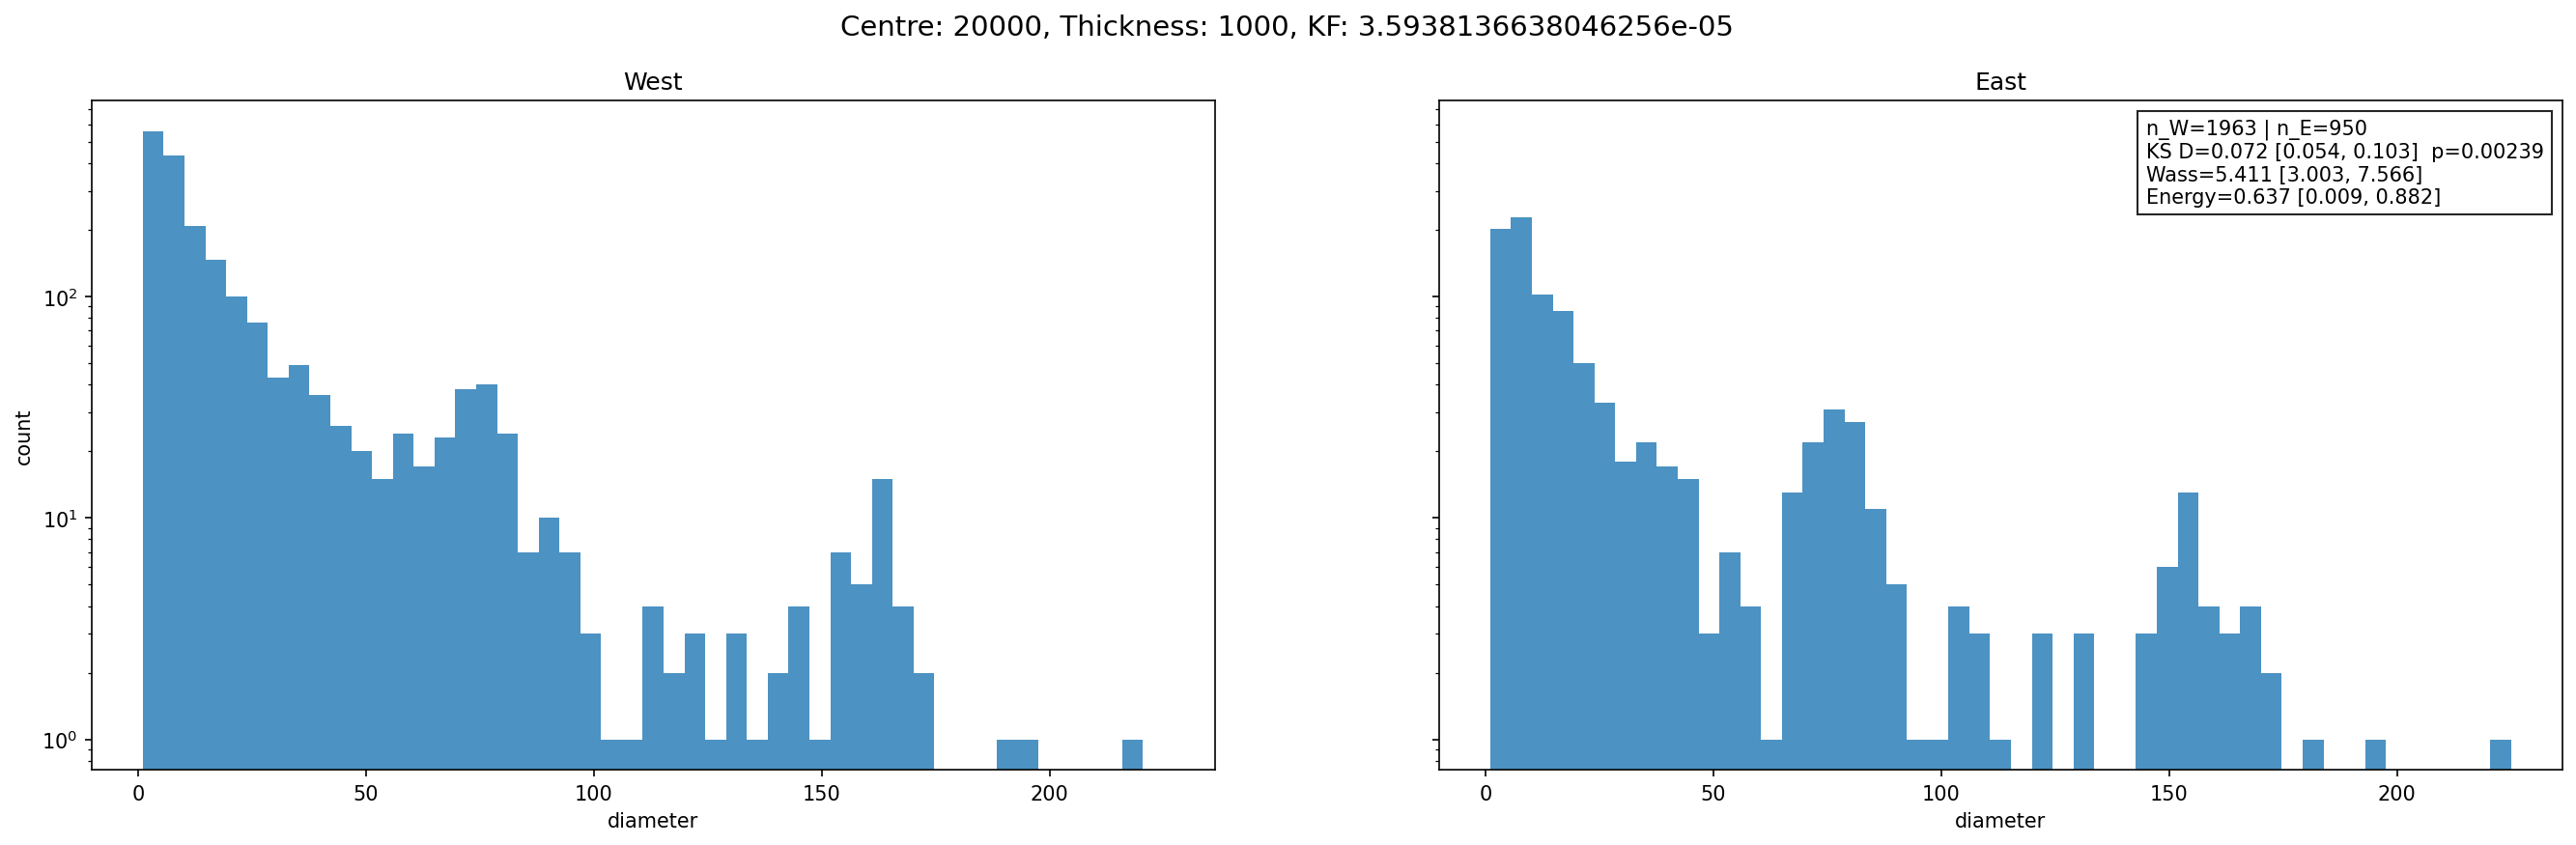 Centre: 20000, Thickness: 1000, KF: 3.5938136638046256e-05
West
East
n_W=1963 | n_E=950
KS D=0.072 [0.054, 0.103]  p=0.00239
Wass=5.411 [3.003, 7.566]
Energy=0.637 [0.009, 0.882]
count
10²
10¹
10⁰
0 50 100 150 200
diameter
0 50 100 150 200
diameter